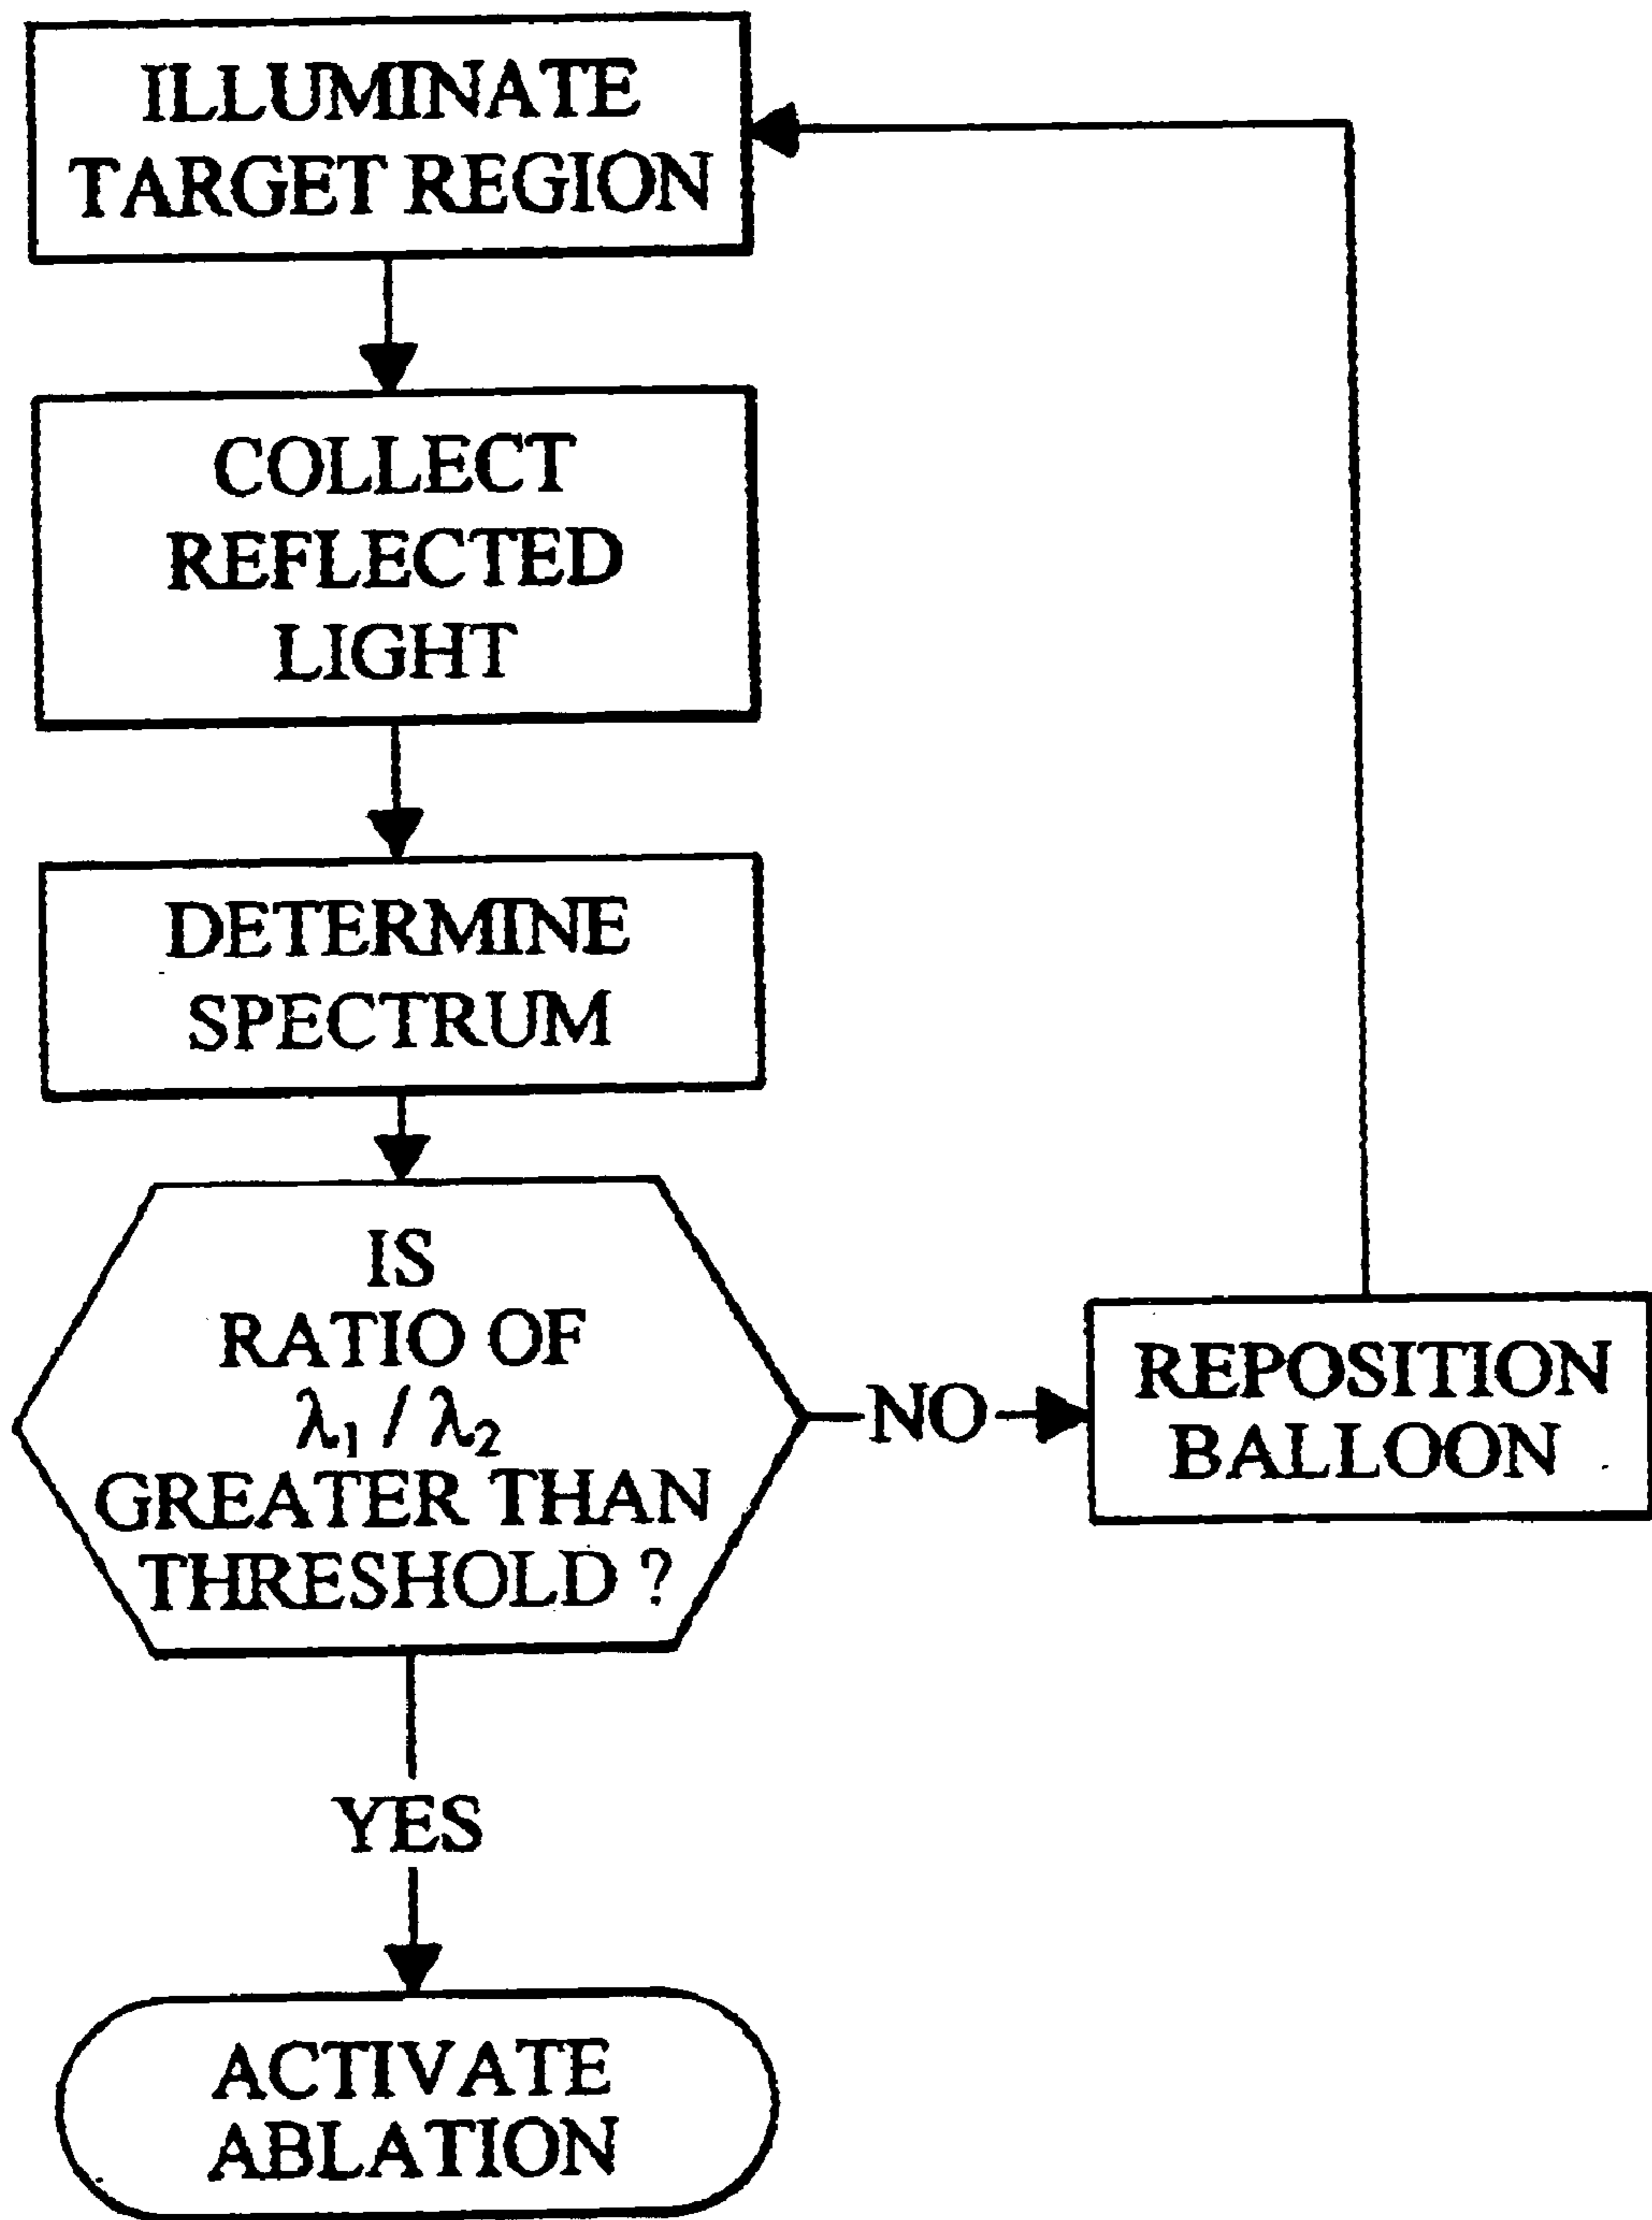 ILLUMINATE
TARGET REGION
COLLECT
REFLECTED
LIGHT
DETERMINE
SPECTRUM
IS
RATIO OF
λ₁ / λ₂
GREATER THAN
THRESHOLD ?
NO
REPOSITION
BALLOON
YES
ACTIVATE
ABLATION